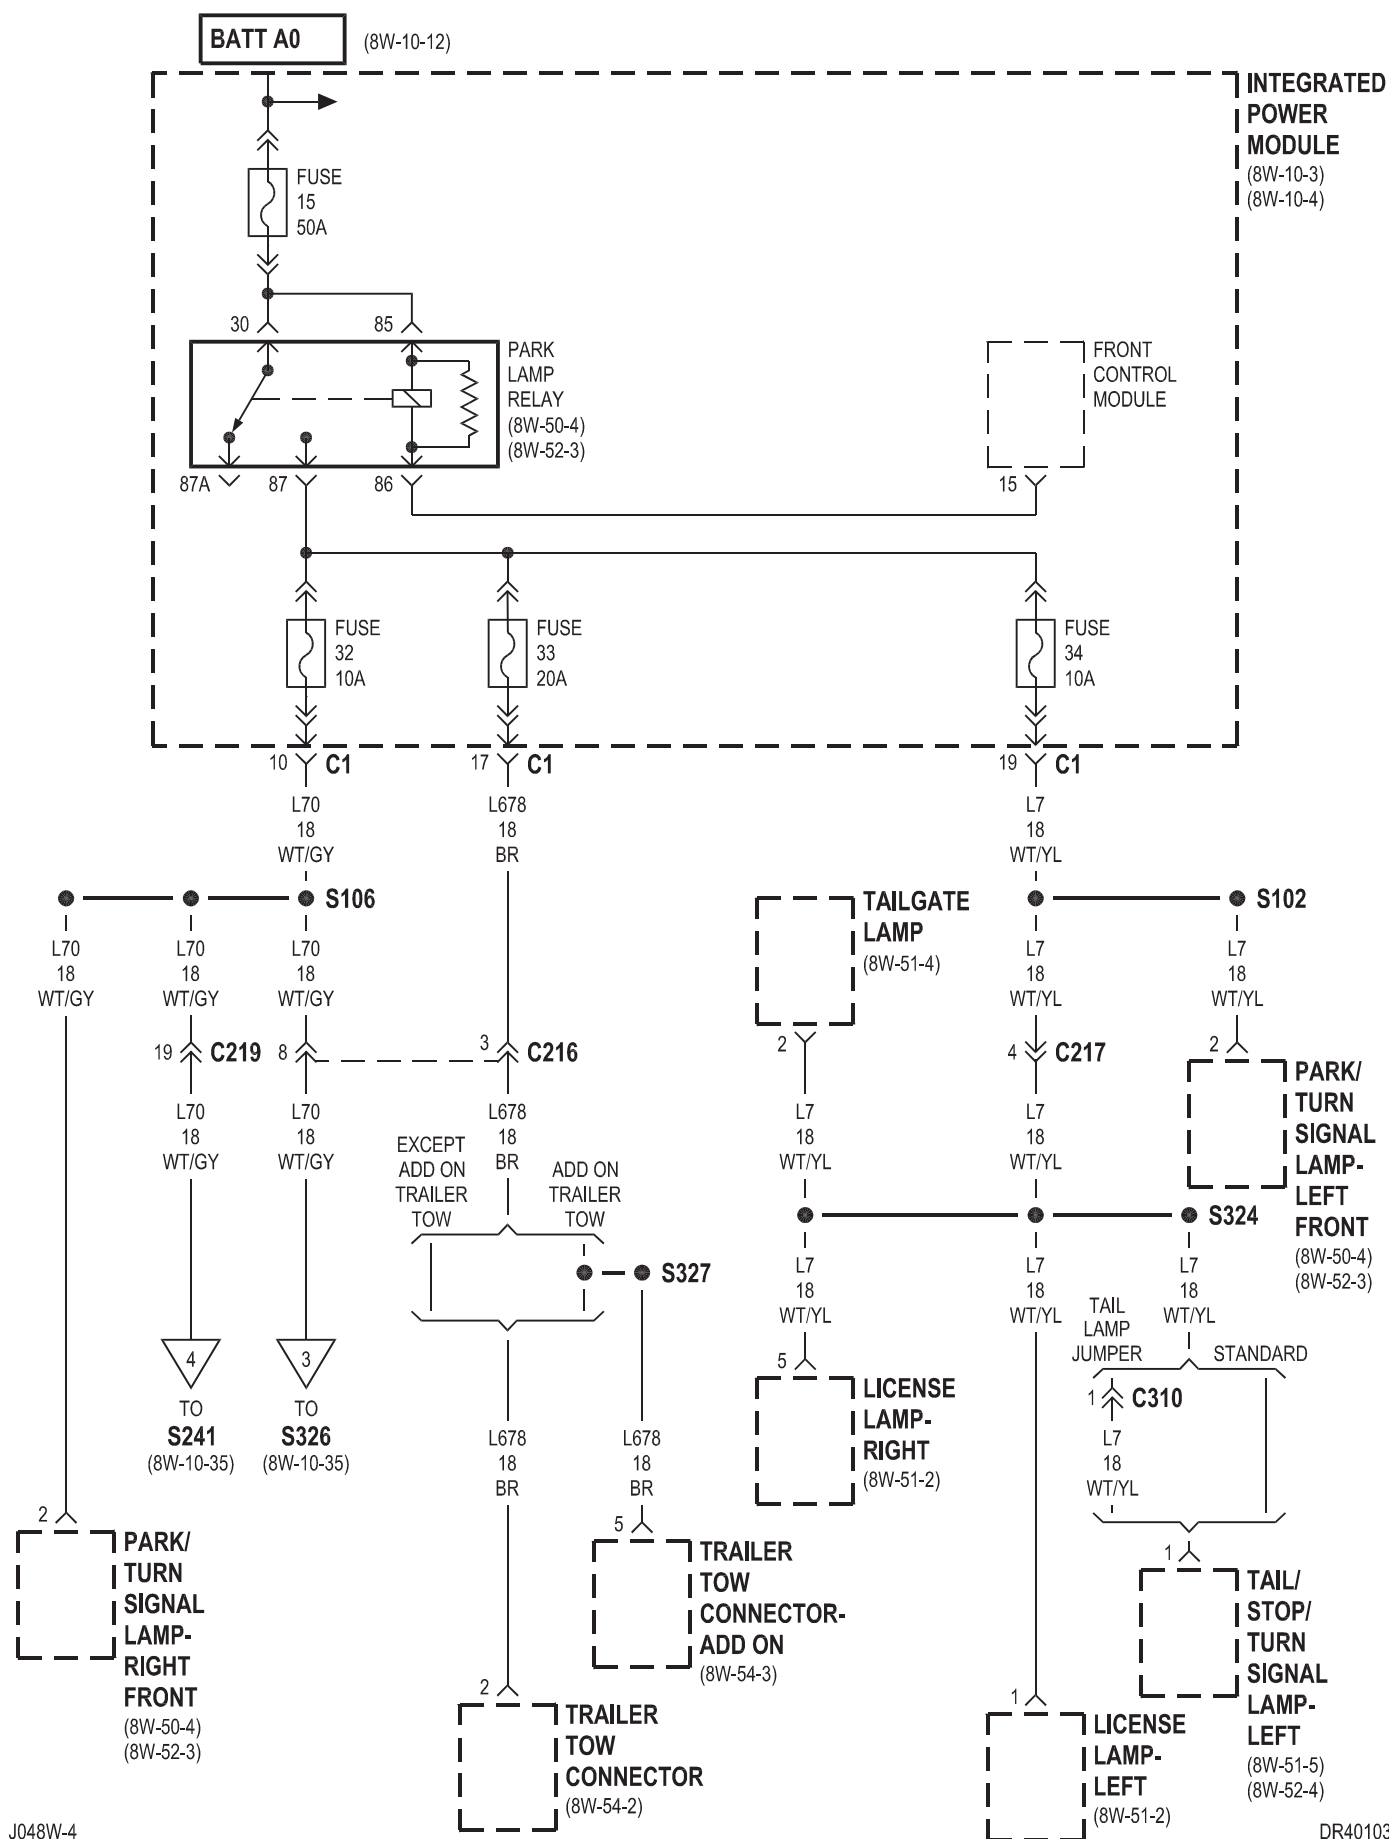 BATT A0
(8W-10-12)
INTEGRATED
POWER
MODULE
(8W-10-3)
(8W-10-4)
FUSE
15
50A
30
85
PARK
LAMP
RELAY
(8W-50-4)
(8W-52-3)
FRONT
CONTROL
MODULE
87A
87
86
15
FUSE
32
10A
FUSE
33
20A
FUSE
34
10A
10
C1
17
C1
19
C1
L70
18
WT/GY
L678
18
BR
L7
18
WT/YL
S106
TAILGATE
LAMP
(8W-51-4)
S102
L70
18
WT/GY
L70
18
WT/GY
L70
18
WT/GY
L7
18
WT/YL
L7
18
WT/YL
19
C219
8
3
C216
2
4
C217
2
PARK/
TURN
SIGNAL
LAMP-
LEFT
FRONT
(8W-50-4)
(8W-52-3)
L70
18
WT/GY
L70
18
WT/GY
L678
18
BR
L7
18
WT/YL
L7
18
WT/YL
EXCEPT
ADD ON
TRAILER
TOW
ADD ON
TRAILER
TOW
S324
S327
L7
18
WT/YL
L7
18
WT/YL
L7
18
WT/YL
TAIL
LAMP
JUMPER
STANDARD
4
TO
S241
(8W-10-35)
3
TO
S326
(8W-10-35)
5
LICENSE
LAMP-
RIGHT
(8W-51-2)
1
C310
L7
18
WT/YL
L678
18
BR
L678
18
BR
2
PARK/
TURN
SIGNAL
LAMP-
RIGHT
FRONT
(8W-50-4)
(8W-52-3)
5
TRAILER
TOW
CONNECTOR-
ADD ON
(8W-54-3)
1
TAIL/
STOP/
TURN
SIGNAL
LAMP-
LEFT
(8W-51-5)
(8W-52-4)
2
TRAILER
TOW
CONNECTOR
(8W-54-2)
1
LICENSE
LAMP-
LEFT
(8W-51-2)
J048W-4
DR40103